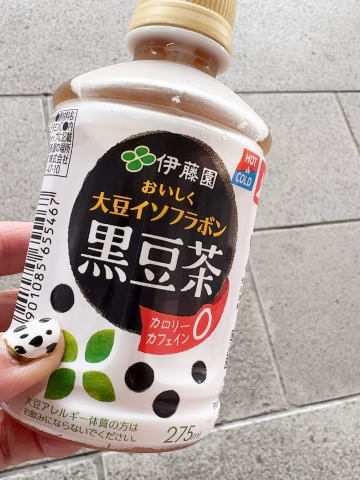 伊藤園
おいしく
大豆イソフラボン
黒豆茶
カロリー
カフェイン
0
HOT
COLD
901085 655467
大豆アレルギー体質の方は
お飲みにならないでください。
275ml